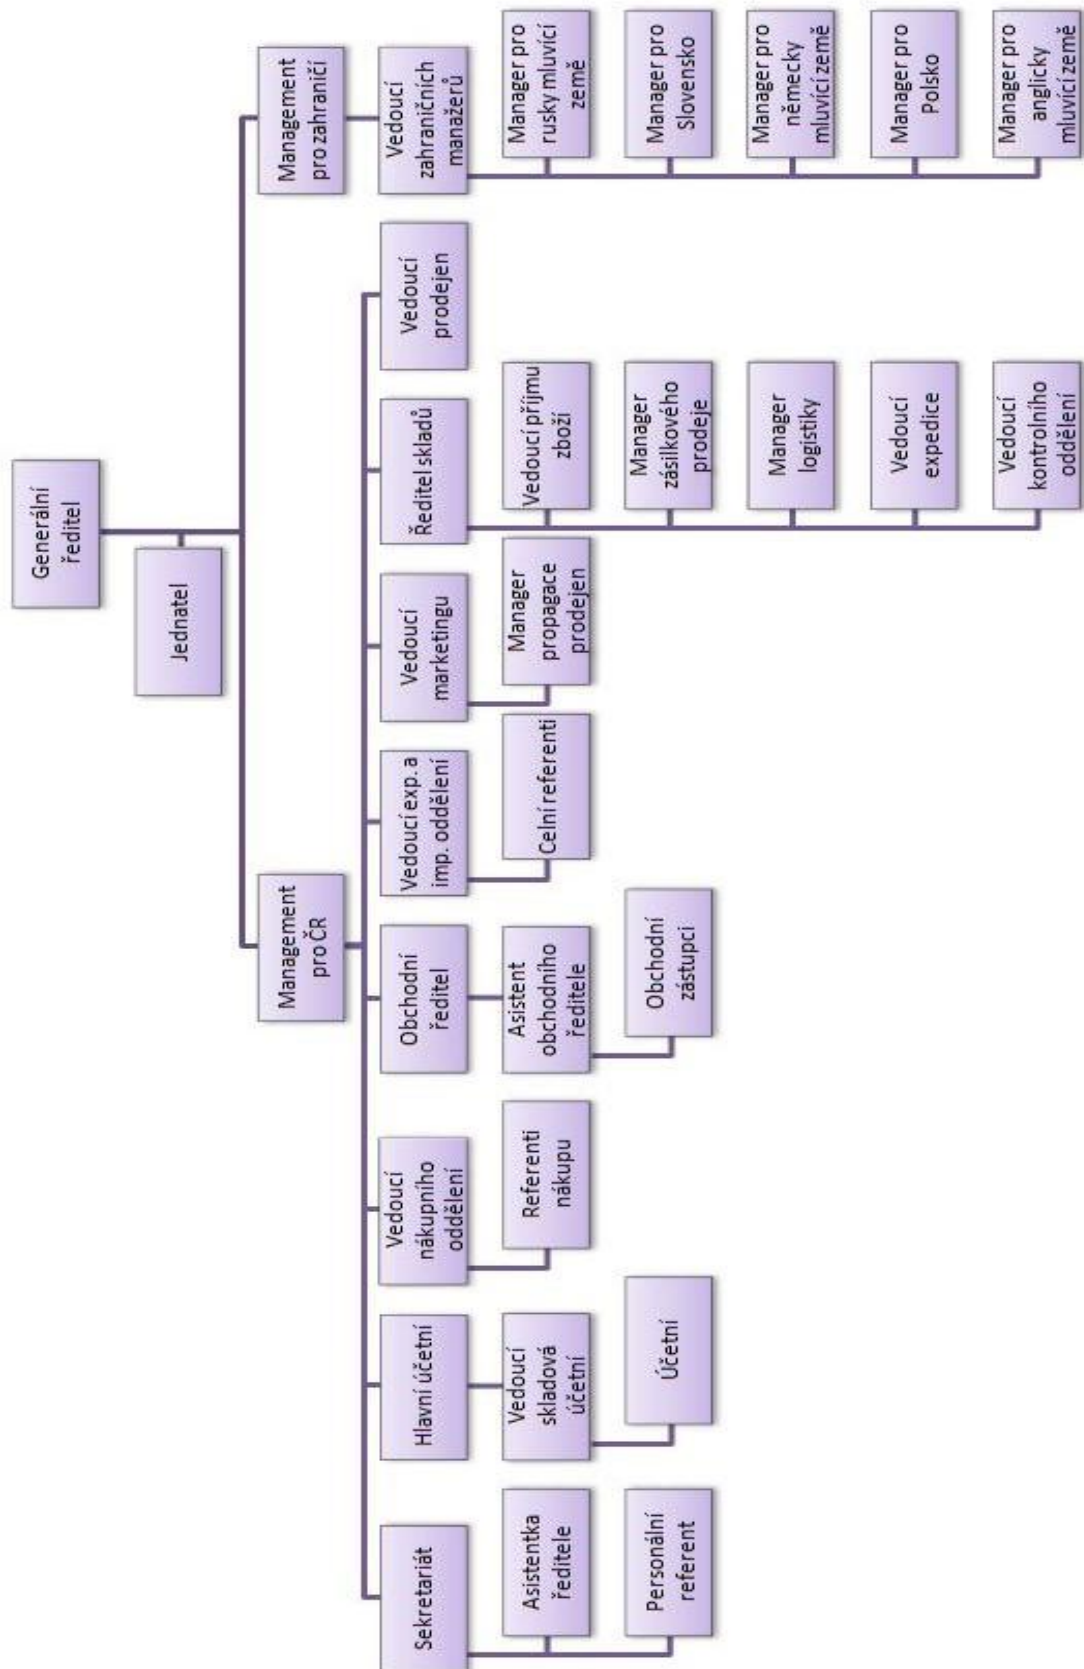 Generální
ředitel
Jednatel
Management
pro ČR
Management
pro zahraničí
Sekretariát
Hlavní účetní
Vedoucí
nákupního
oddělení
Obchodní
ředitel
Vedoucí exp. a
imp. oddělení
Vedoucí
marketingu
Ředitel skladů
Vedoucí
prodejen
Vedoucí
zahraničních
manažerů
Asistentka
ředitele
Personální
referent
Vedoucí
skladová
účetní
Účetní
Referenti
nákupu
Asistent
obchodního
ředitele
Obchodní
zástupci
Celní referenti
Manager
propagace
prodejen
Vedoucí příjmu
zboží
Manager
zásilkového
prodeje
Manager
logistiky
Vedoucí
expedice
Vedoucí
kontrolního
oddělení
Manager pro
rusky mluvící
země
Manager pro
Slovensko
Manager pro
německy
mluvící země
Manager pro
Polsko
Manager pro
anglicky
mluvící země